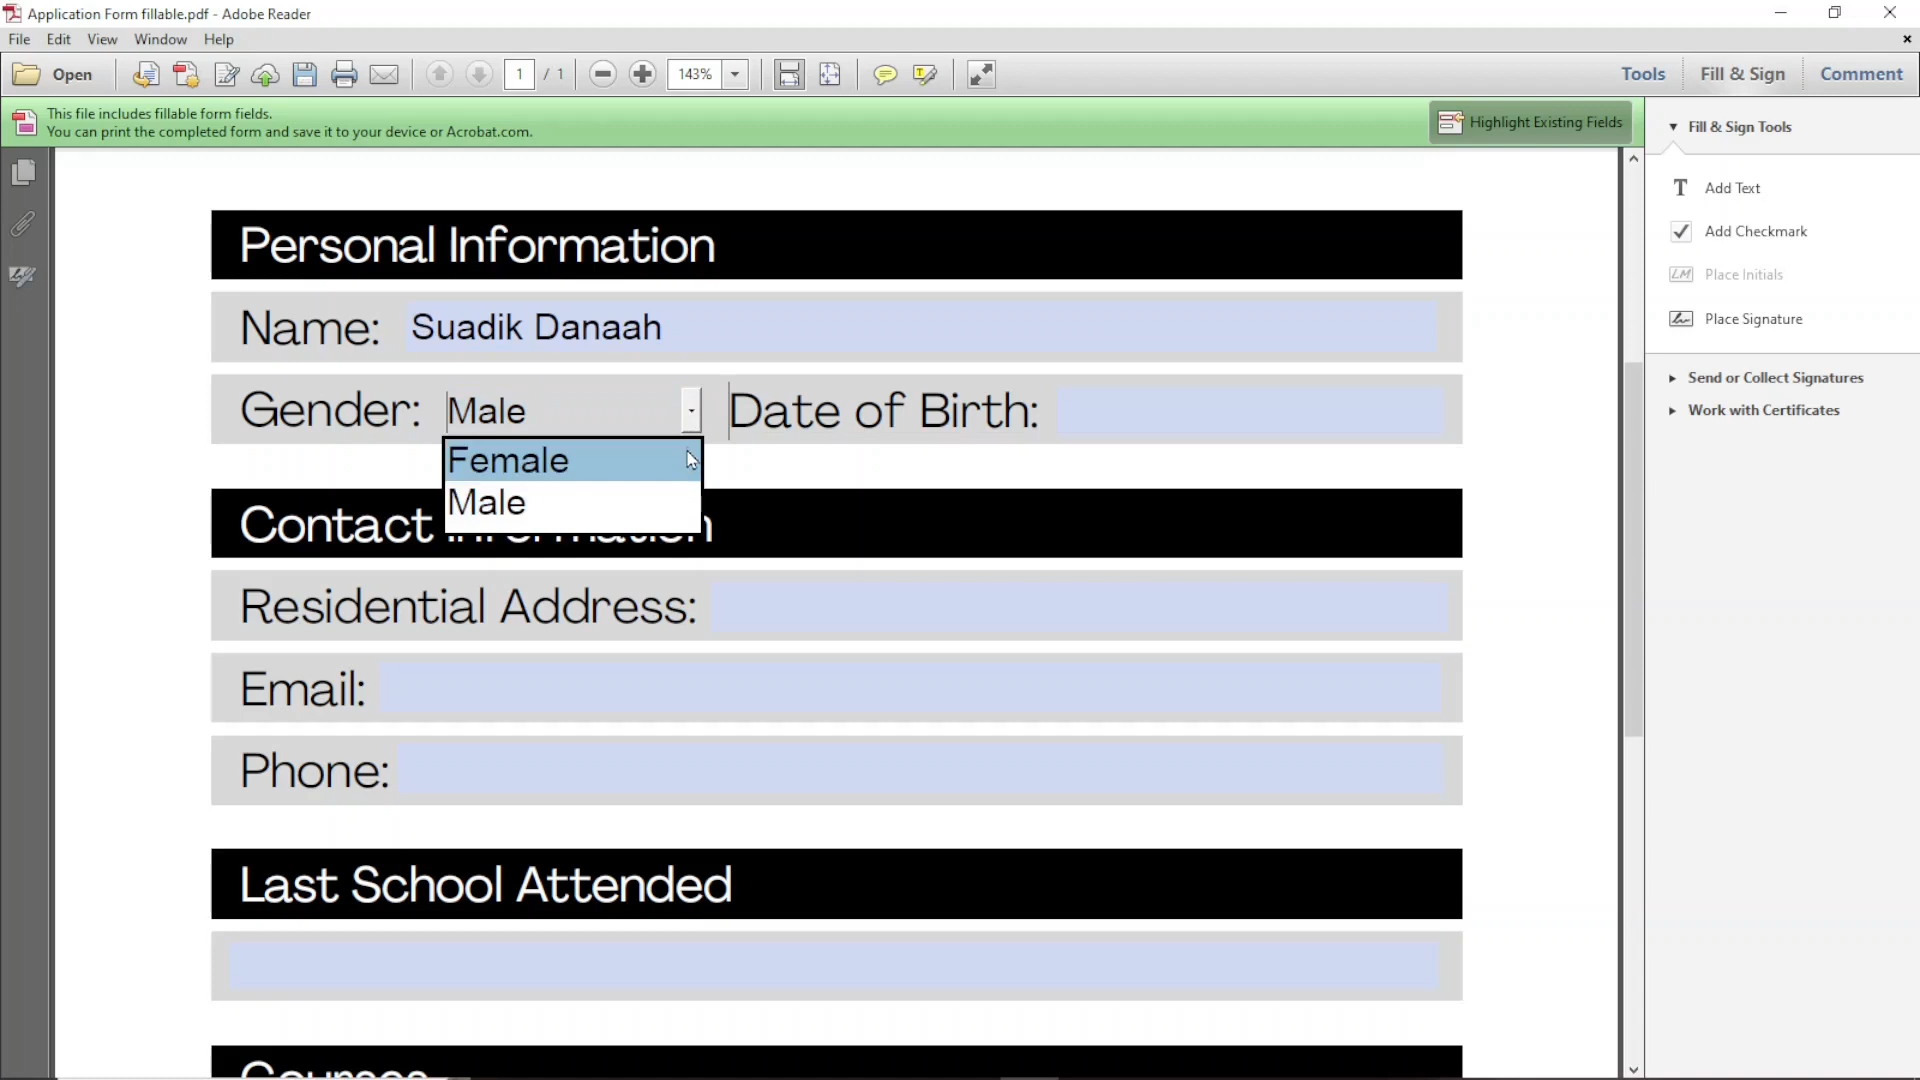 Application Form fillable.pdf - Adobe Reader
File Edit View Window Help
Open 1 / 1 143% Tools Fill & Sign Comment
This file includes fillable form fields.
You can print the completed form and save it to your device or Acrobat.com.
Highlight Existing Fields
Fill & Sign Tools
T Add Text
Add Checkmark
LM Place Initials
Place Signature
Send or Collect Signatures
Work with Certificates
Personal Information
Name: Suadik Danaah
Gender: Male Date of Birth:
Female
Male
Contact Information
Residential Address:
Email:
Phone:
Last School Attended
Courses